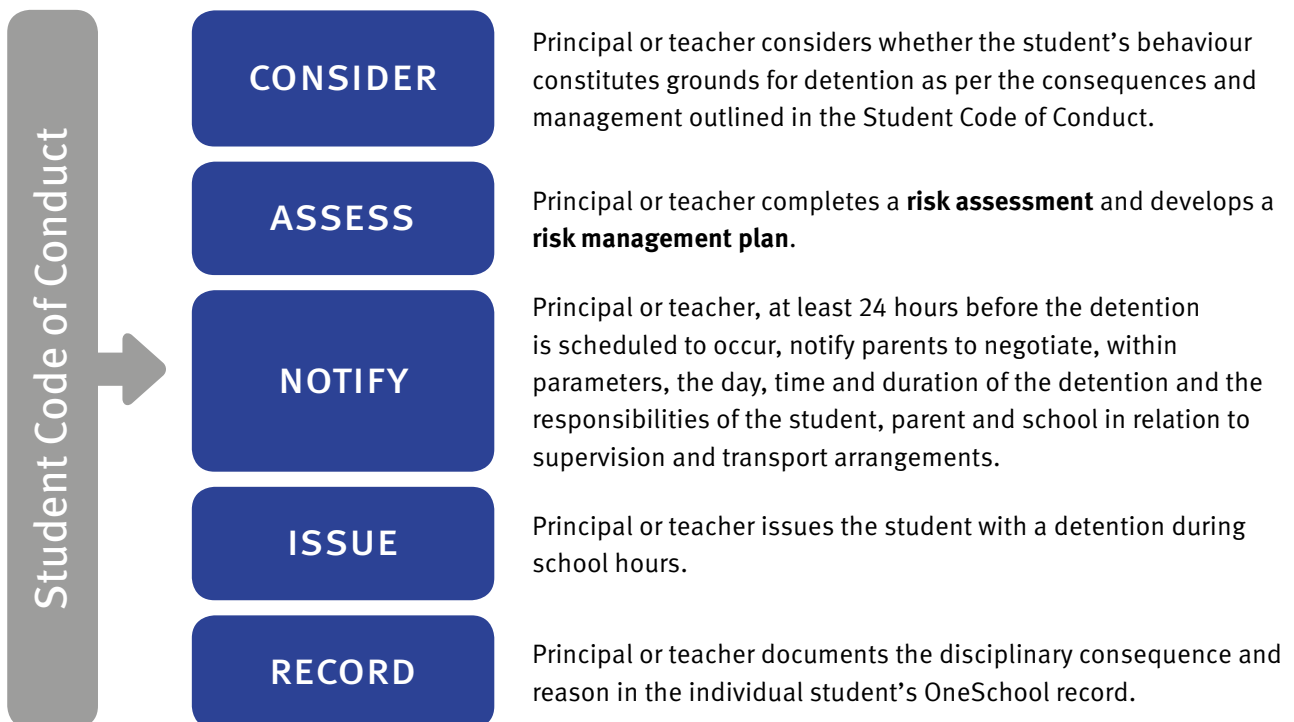 Student Code of Conduct
CONSIDER
Principal or teacher considers whether the student’s behaviour
constitutes grounds for detention as per the consequences and
management outlined in the Student Code of Conduct.
ASSESS
Principal or teacher completes a risk assessment and develops a
risk management plan.
NOTIFY
Principal or teacher, at least 24 hours before the detention
is scheduled to occur, notify parents to negotiate, within
parameters, the day, time and duration of the detention and the
responsibilities of the student, parent and school in relation to
supervision and transport arrangements.
ISSUE
Principal or teacher issues the student with a detention during
school hours.
RECORD
Principal or teacher documents the disciplinary consequence and
reason in the individual student’s OneSchool record.